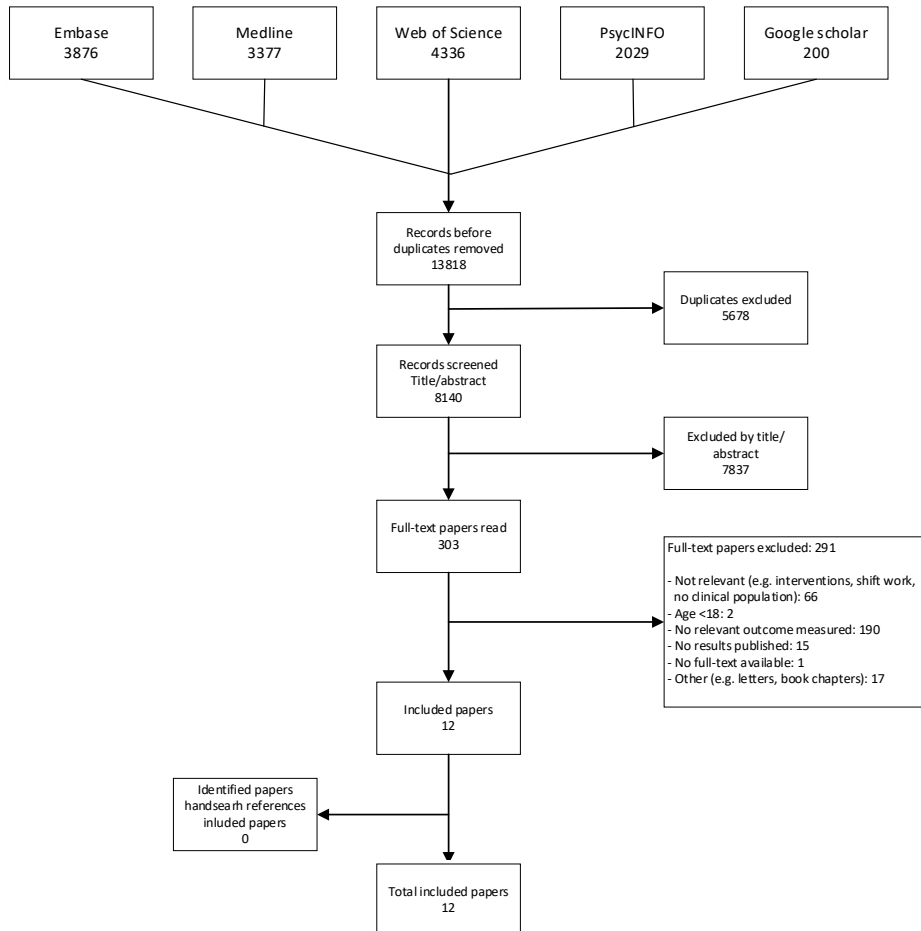 Embase
3876
Medline
3377
Web of Science
4336
PsycINFO
2029
Google scholar
200
Records before
duplicates removed
13818
Duplicates excluded
5678
Records screened
Title/abstract
8140
Excluded by title/
abstract
7837
Full-text papers read
303
Full-text papers excluded: 291
- Not relevant (e.g. interventions, shift work,
no clinical population): 66
- Age <18: 2
- No relevant outcome measured: 190
- No results published: 15
- No full-text available: 1
- Other (e.g. letters, book chapters): 17
Included papers
12
Identified papers
handsearh references
inluded papers
0
Total included papers
12